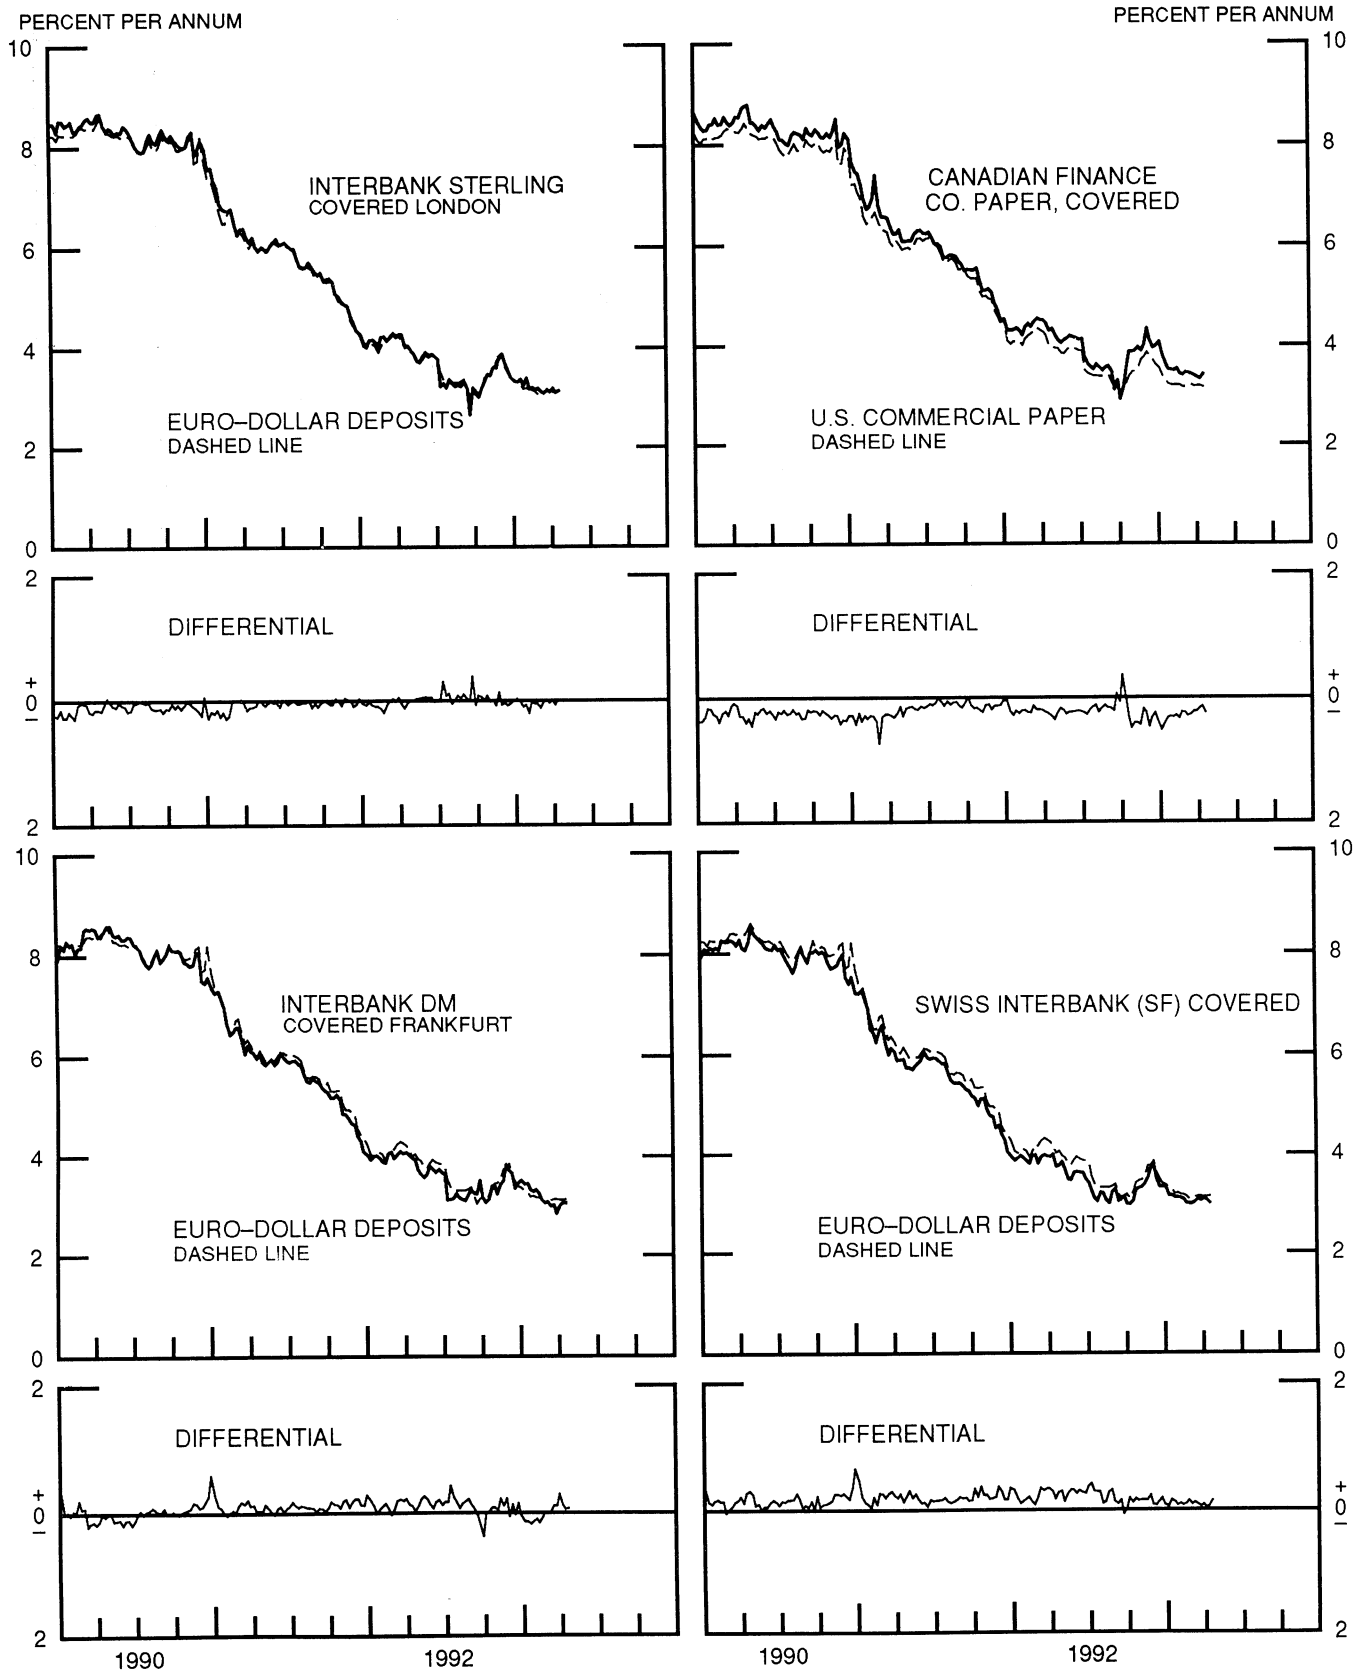 PERCENT PER ANNUM
PERCENT PER ANNUM
10
8
6
4
2
0
INTERBANK STERLING
COVERED LONDON
EURO–DOLLAR DEPOSITS
DASHED LINE
10
8
6
4
2
0
CANADIAN FINANCE
CO. PAPER, COVERED
U.S. COMMERCIAL PAPER
DASHED LINE
2
+
0
–
2
DIFFERENTIAL
2
+
0
–
2
DIFFERENTIAL
10
8
6
4
2
0
INTERBANK DM
COVERED FRANKFURT
EURO–DOLLAR DEPOSITS
DASHED LINE
10
8
6
4
2
0
SWISS INTERBANK (SF) COVERED
EURO–DOLLAR DEPOSITS
DASHED LINE
2
+
0
–
2
DIFFERENTIAL
1990
1992
2
+
0
–
2
DIFFERENTIAL
1990
1992